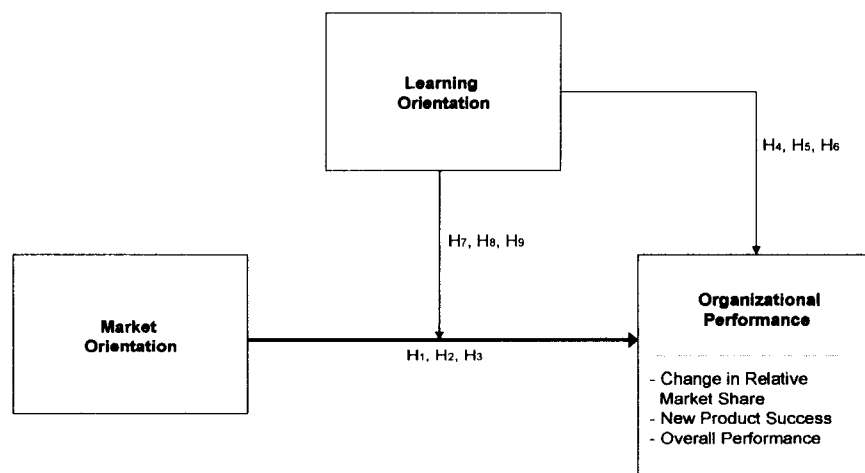 Learning
Orientation
H4, H5, H6
H7, H8, H9
Market
Orientation
H1, H2, H3
Organizational
Performance
- Change in Relative
Market Share
- New Product Success
- Overall Performance